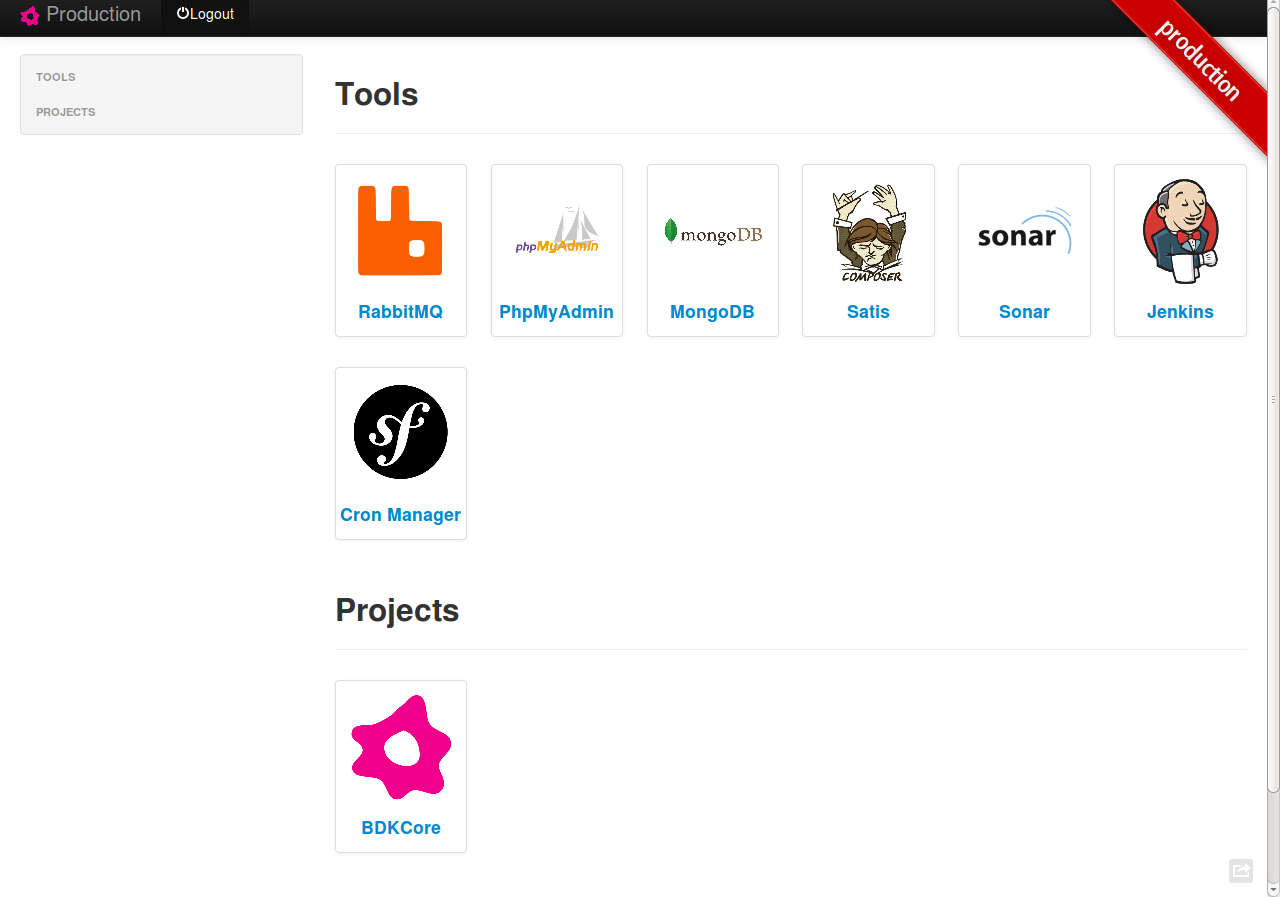 Production
Logout
production
TOOLS
PROJECTS
Tools
phpMyAdmin
mongoDB
COMPOSER
sonar
RabbitMQ
PhpMyAdmin
MongoDB
Satis
Sonar
Jenkins
sf
Cron Manager
Projects
BDKCore